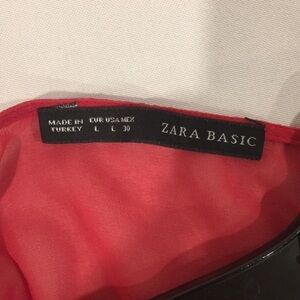 MADE IN
TURKEY
EUR USA MEX
L L 30
ZARA BASIC